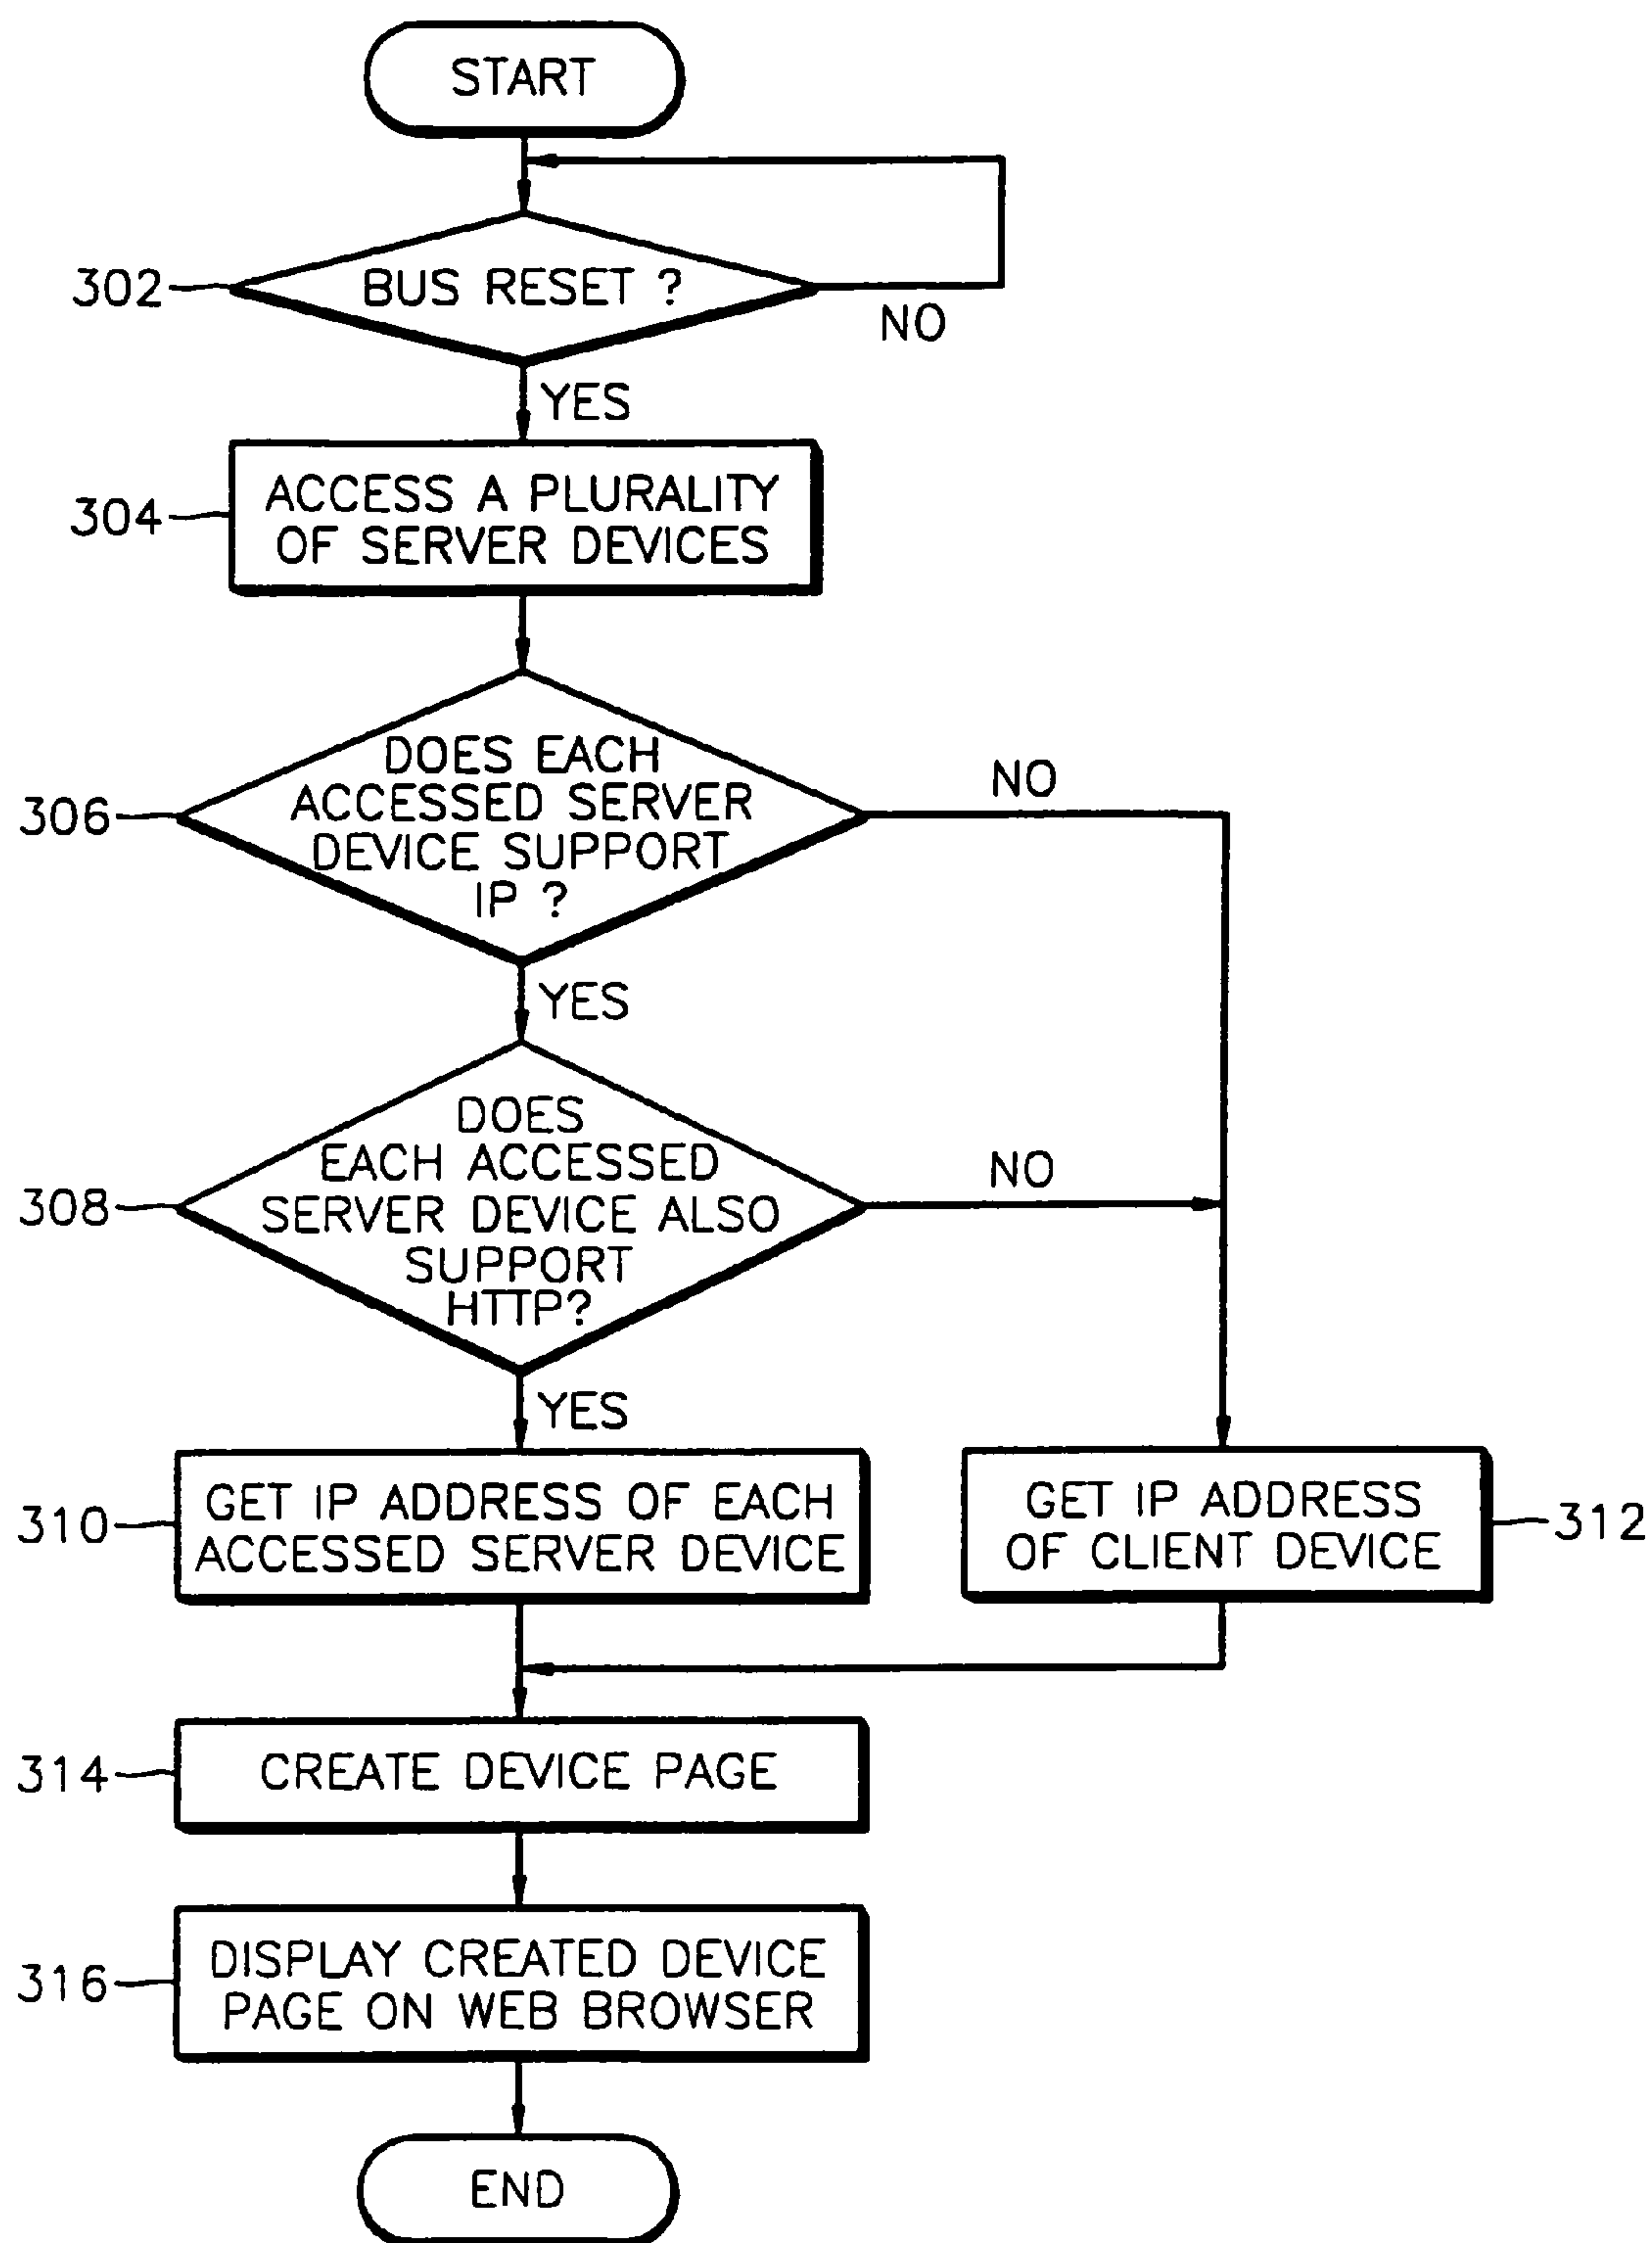 START
302
BUS RESET ?
NO
YES
304
ACCESS A PLURALITY
OF SERVER DEVICES
306
DOES EACH
ACCESSED SERVER
DEVICE SUPPORT
IP ?
NO
YES
308
DOES
EACH ACCESSED
SERVER DEVICE ALSO
SUPPORT
HTTP?
NO
YES
310
GET IP ADDRESS OF EACH
ACCESSED SERVER DEVICE
GET IP ADDRESS
OF CLIENT DEVICE
312
314
CREATE DEVICE PAGE
316
DISPLAY CREATED DEVICE
PAGE ON WEB BROWSER
END